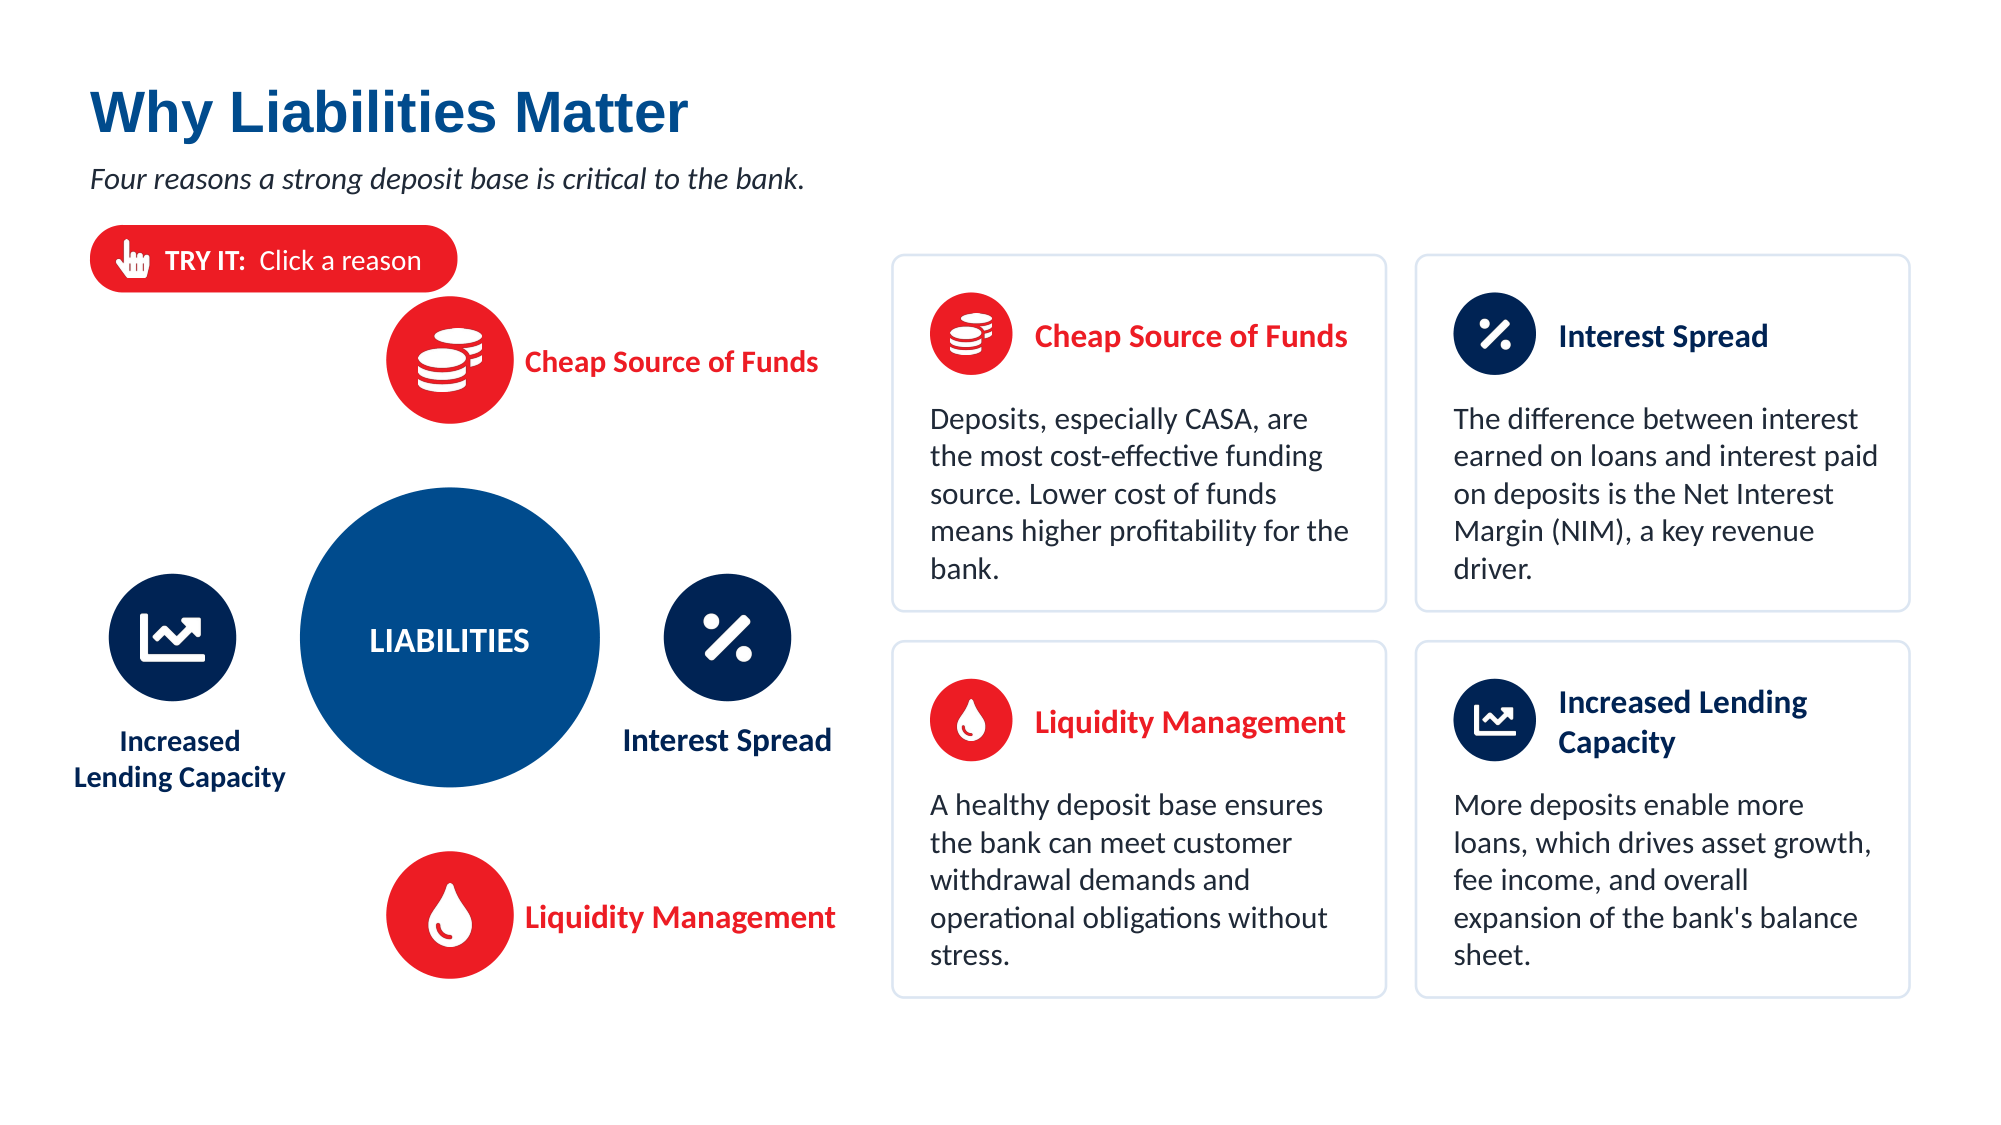 Why Liabilities Matter
Four reasons a strong deposit base is critical to the bank.
TRY IT: Click a reason
Cheap Source of Funds
LIABILITIES
Increased
Lending Capacity
Interest Spread
Liquidity Management
Cheap Source of Funds
Deposits, especially CASA, are
the most cost-effective funding
source. Lower cost of funds
means higher profitability for the
bank.
Interest Spread
The difference between interest
earned on loans and interest paid
on deposits is the Net Interest
Margin (NIM), a key revenue
driver.
Liquidity Management
A healthy deposit base ensures
the bank can meet customer
withdrawal demands and
operational obligations without
stress.
Increased Lending
Capacity
More deposits enable more
loans, which drives asset growth,
fee income, and overall
expansion of the bank's balance
sheet.